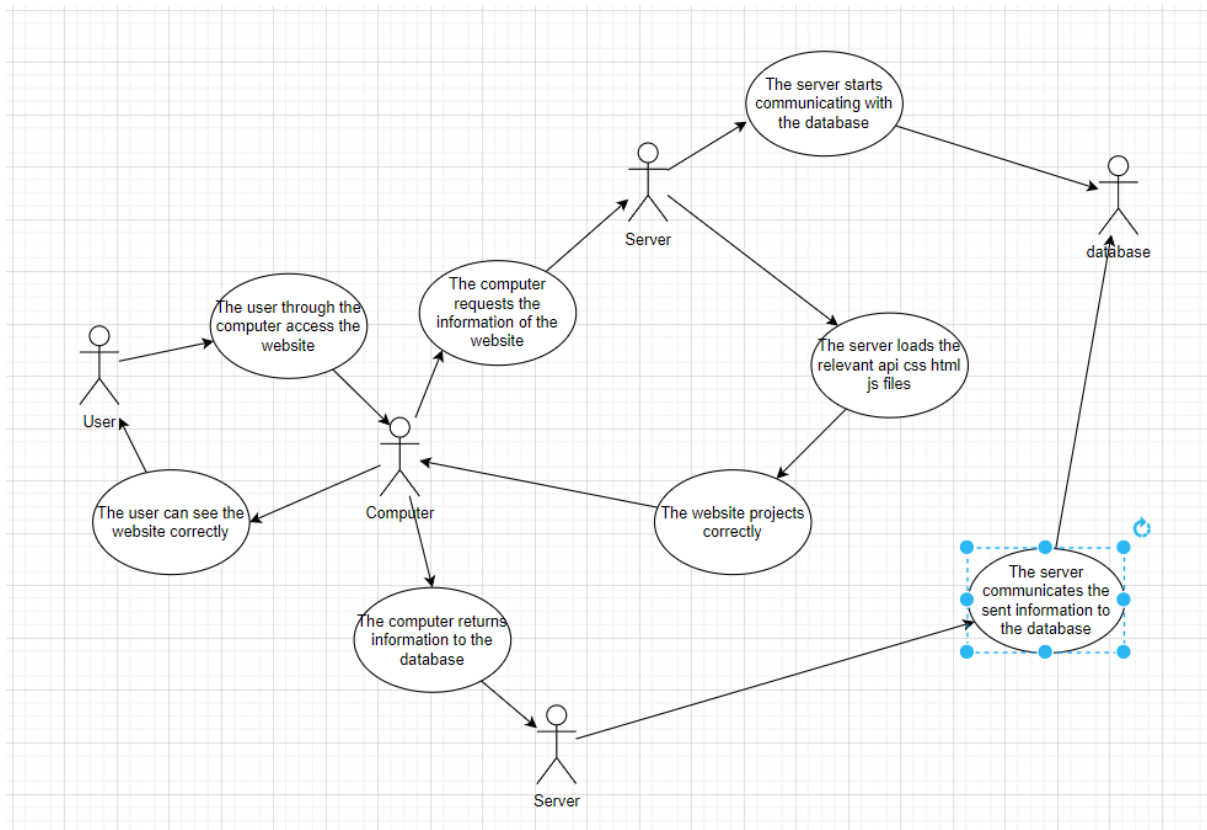 The server starts
communicating with
the database
Server
database
The computer
requests the
information of the
website
The user through the
computer access the
website
The server loads the
relevant api css html
js files
User
Computer
The user can see the
website correctly
The website projects
correctly
The server
communicates the
sent information to
the database
The computer returns
information to the
database
Server